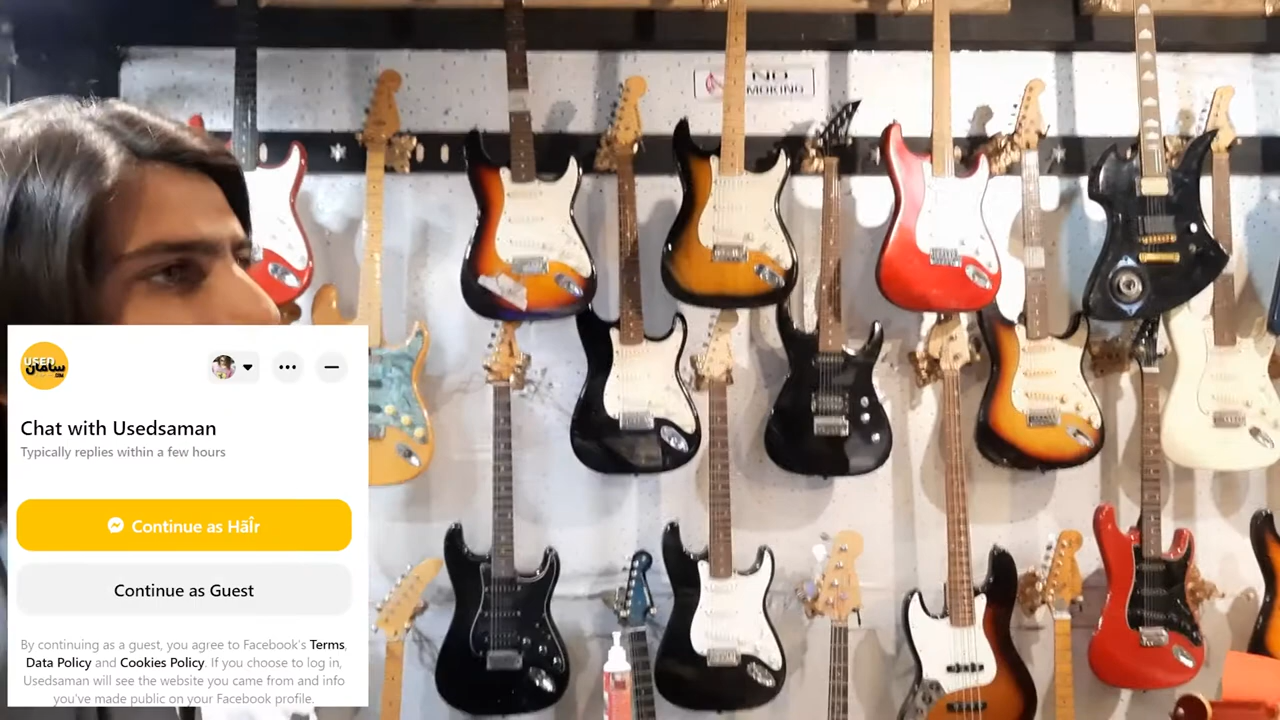 NO
SMOKING
USED
سامان
.COM
Chat with Usedsaman
Typically replies within a few hours
Continue as HãÎr
Continue as Guest
By continuing as a guest, you agree to Facebook's Terms,
Data Policy and Cookies Policy. If you choose to log in,
Usedsaman will see the website you came from and info
you've made public on your Facebook profile.